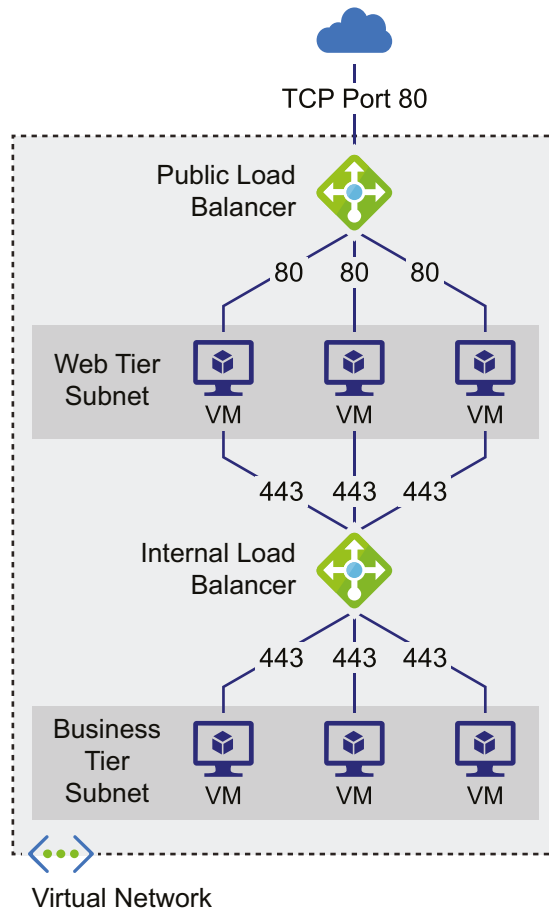 TCP Port 80
Public Load
Balancer
80 80 80
Web Tier
Subnet
VM VM VM
443 443 443
Internal Load
Balancer
443 443 443
Business
Tier
Subnet
VM VM VM
Virtual Network